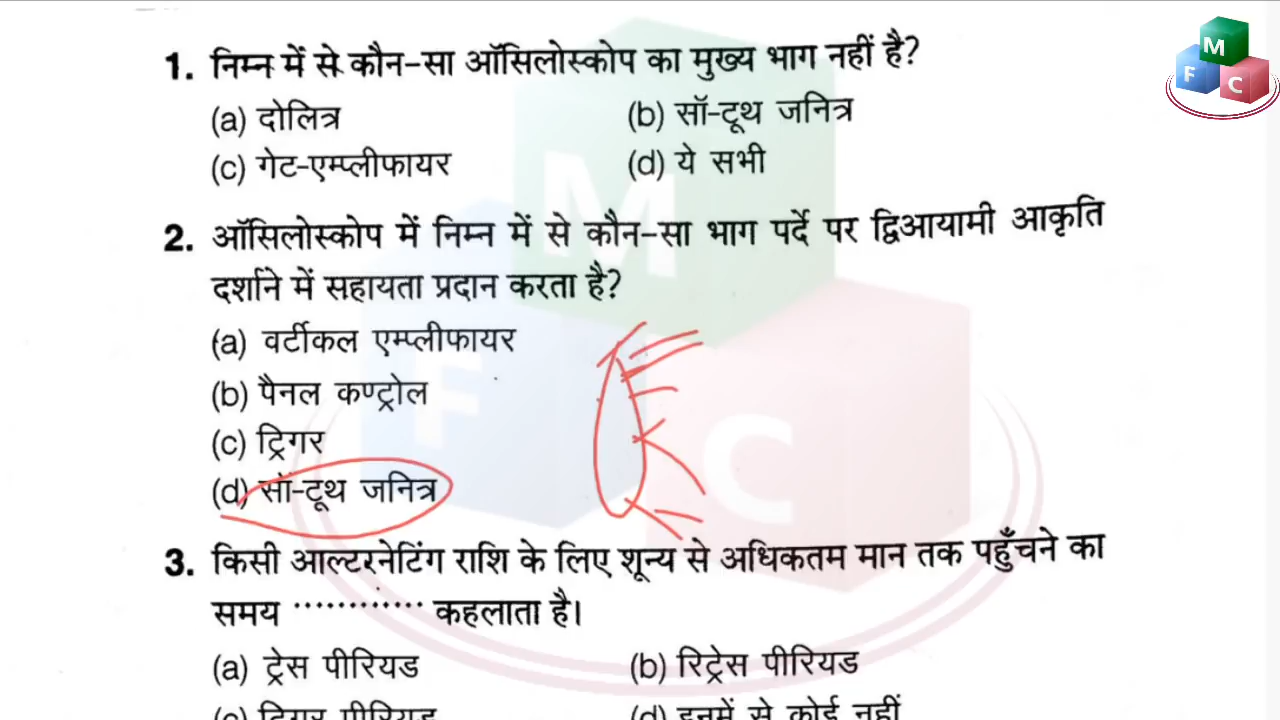 M
F
C
1. निम्न में से कौन-सा ऑसिलोस्कोप का मुख्य भाग नहीं है?
(a) दोलित्र (b) सॉ-टूथ जनित्र
(c) गेट-एम्प्लीफायर (d) ये सभी
2. ऑसिलोस्कोप में निम्न में से कौन-सा भाग पर्दे पर द्विआयामी आकृति
दर्शाने में सहायता प्रदान करता है?
(a) वर्टीकल एम्प्लीफायर
(b) पैनल कण्ट्रोल
(c) ट्रिगर
(d) सॉ-टूथ जनित्र
3. किसी आल्टरनेटिंग राशि के लिए शून्य से अधिकतम मान तक पहुँचने का
समय ............ कहलाता है।
(a) ट्रेस पीरियड (b) रिट्रेस पीरियड
(c) ट्रिगर पीरियड (d) इनमें से कोई नहीं